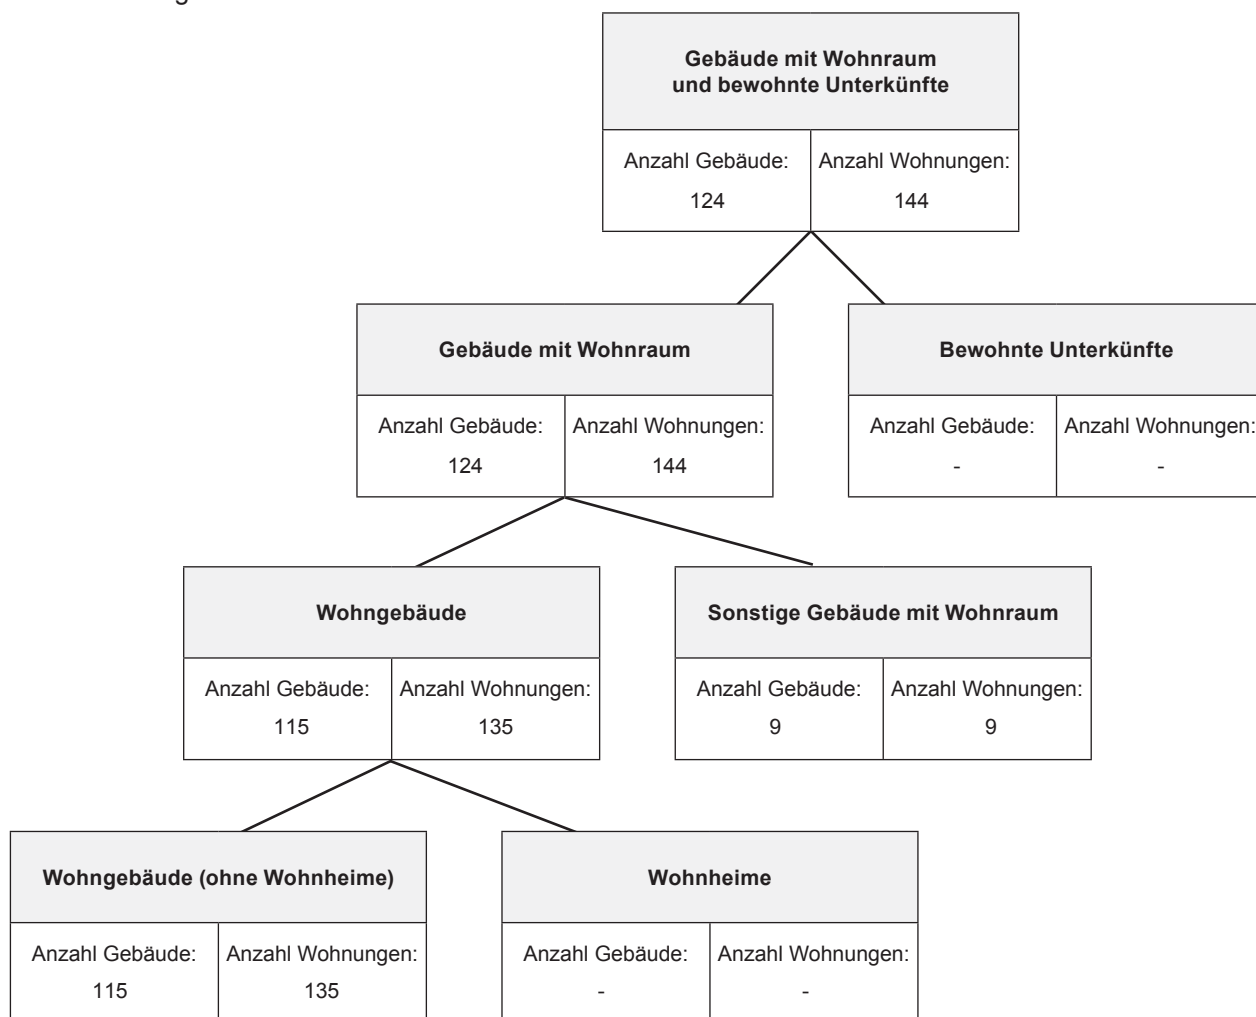 Gebäude mit Wohnraum
und bewohnte Unterkünfte
Anzahl Gebäude: Anzahl Wohnungen:
124 144
Gebäude mit Wohnraum
Bewohnte Unterkünfte
Anzahl Gebäude: Anzahl Wohnungen:
124 144
Anzahl Gebäude: Anzahl Wohnungen:
- -
Wohngebäude
Sonstige Gebäude mit Wohnraum
Anzahl Gebäude: Anzahl Wohnungen:
115 135
Anzahl Gebäude: Anzahl Wohnungen:
9 9
Wohngebäude (ohne Wohnheime)
Wohnheime
Anzahl Gebäude: Anzahl Wohnungen:
115 135
Anzahl Gebäude: Anzahl Wohnungen:
- -